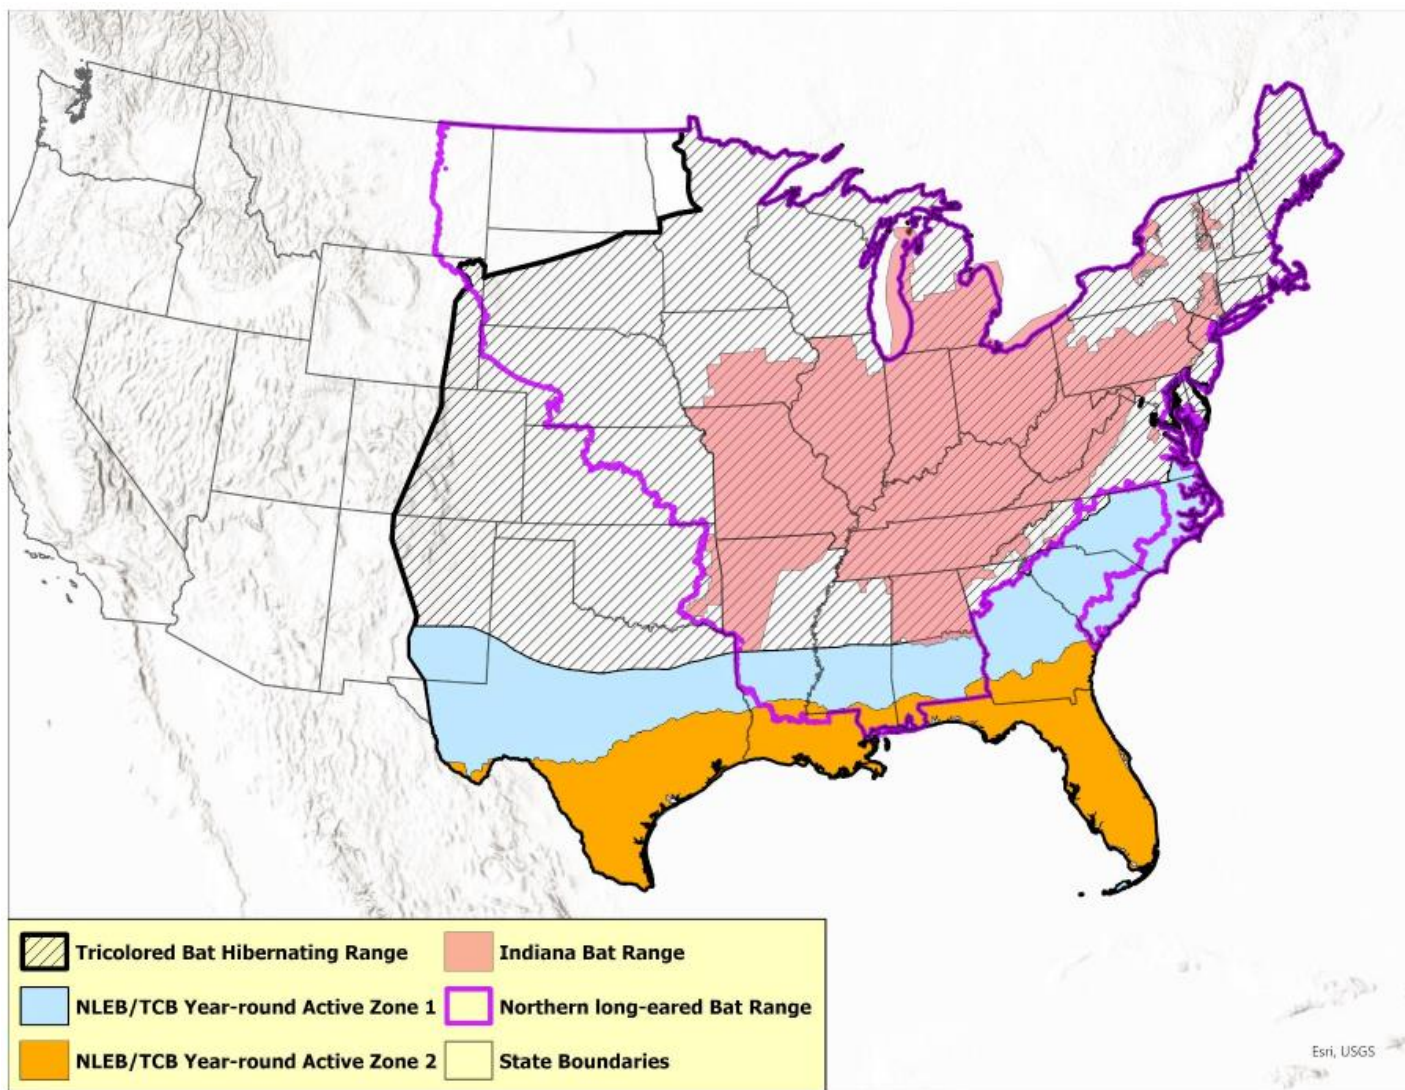 Tricolored Bat Hibernating Range
Indiana Bat Range
NLEB/TCB Year-round Active Zone 1
Northern long-eared Bat Range
NLEB/TCB Year-round Active Zone 2
State Boundaries
Esri, USGS